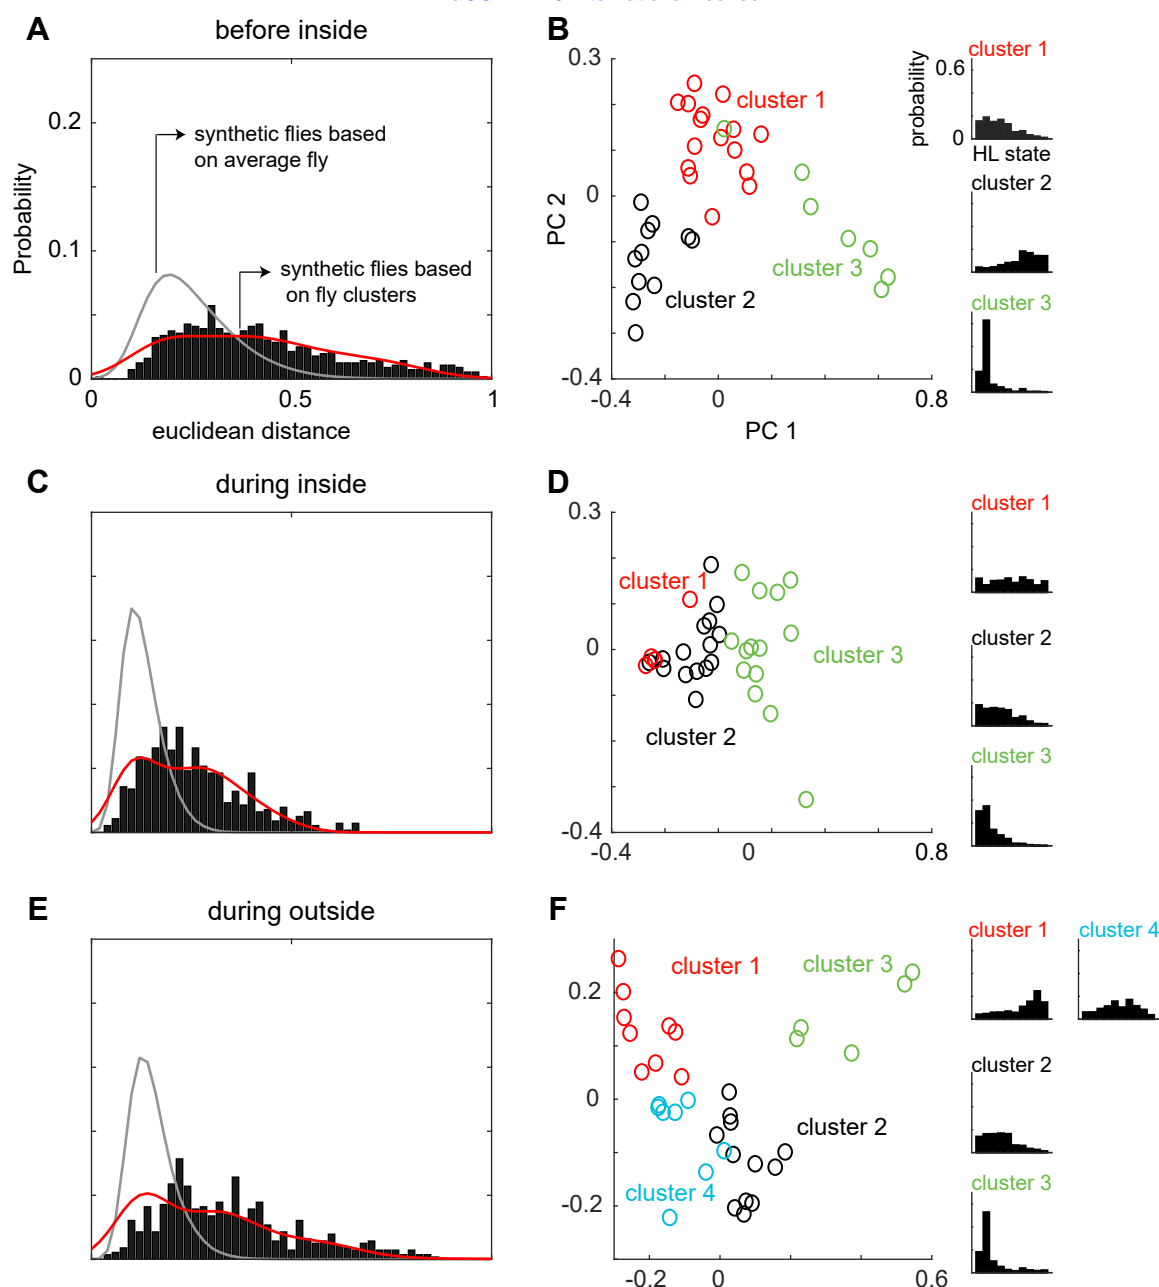 A
before inside
0.2
0.1
0
Probability
synthetic flies based
on average fly
synthetic flies based
on fly clusters
0
0.5
1
euclidean distance
B
0.3
0
-0.4
PC 2
cluster 1
cluster 2
cluster 3
-0.4
0
0.8
PC 1
cluster 1
probability
0.6
0
HL state
cluster 2
cluster 3
C
during inside
D
0.3
0
-0.4
cluster 1
cluster 2
cluster 3
-0.4
0
0.8
cluster 1
cluster 2
cluster 3
E
during outside
F
0.2
0
-0.2
cluster 1
cluster 3
cluster 2
cluster 4
-0.2
0
0.6
cluster 1
cluster 4
cluster 2
cluster 3